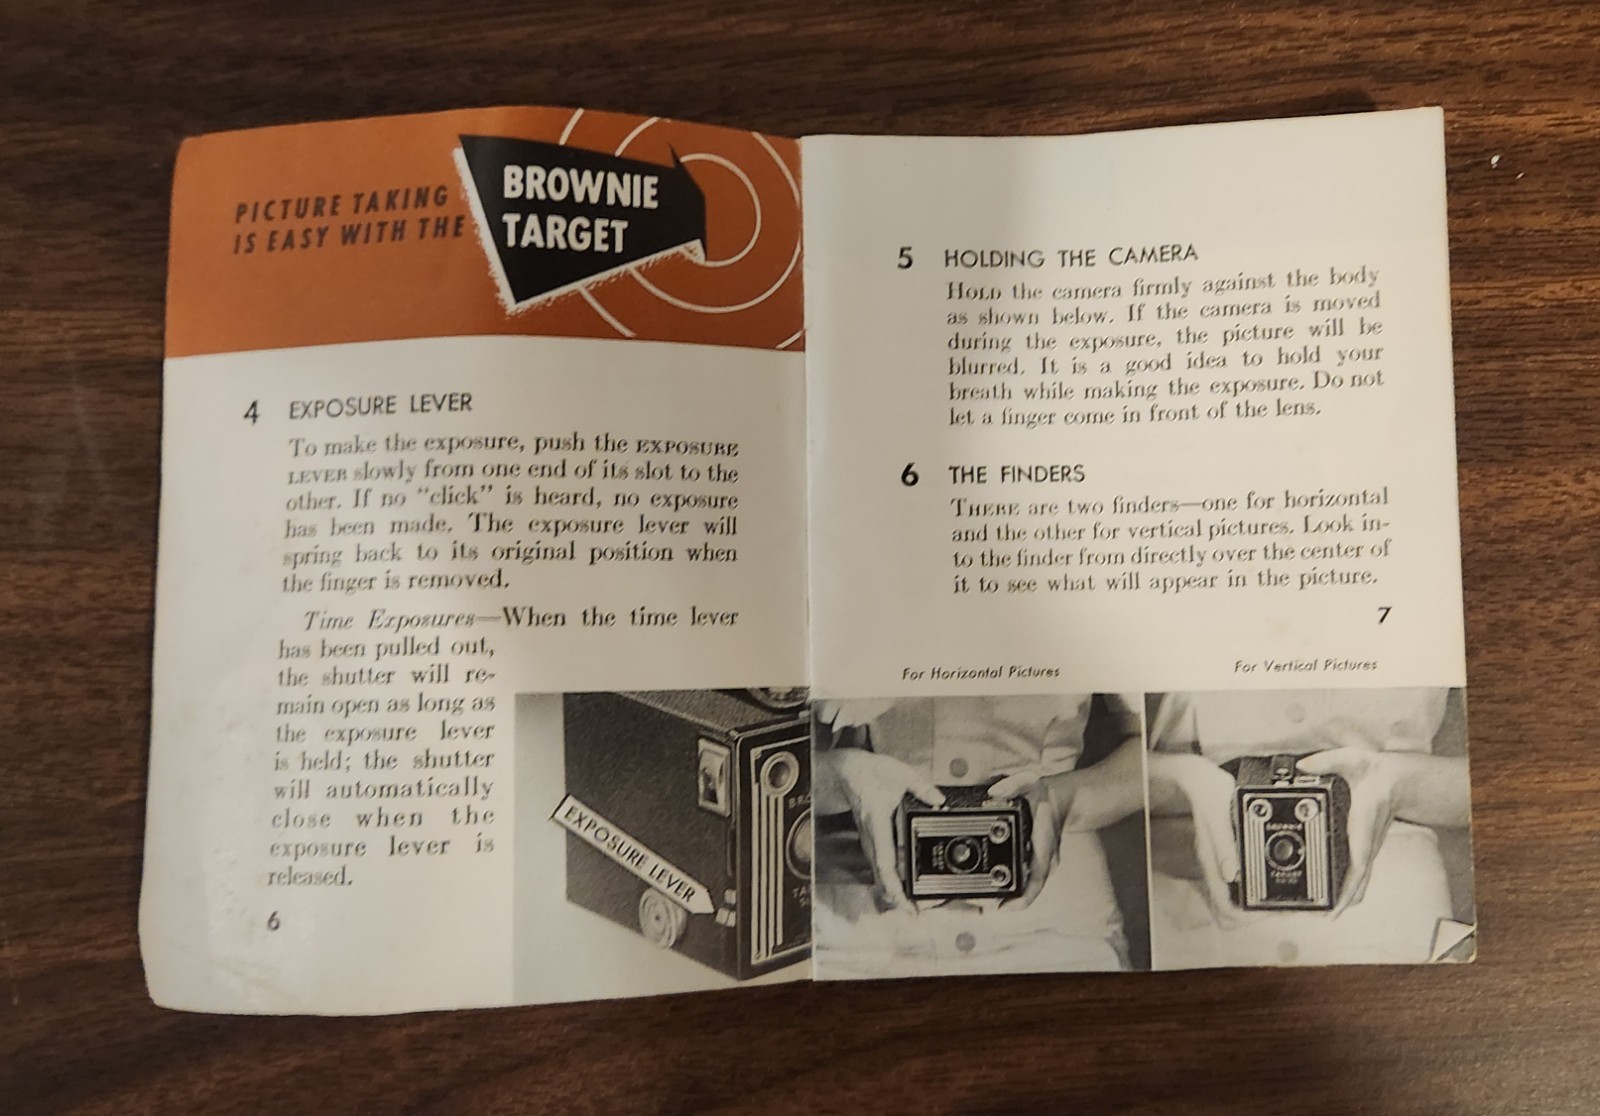 PICTURE TAKING
IS EASY WITH THE
BROWNIE
TARGET
4 EXPOSURE LEVER
To make the exposure, push the EXPOSURE
LEVER slowly from one end of its slot to the
other. If no "click" is heard, no exposure
has been made. The exposure lever will
spring back to its original position when
the finger is removed.
Time Exposures—When the time lever
has been pulled out,
the shutter will re-
main open as long as
the exposure lever
is held; the shutter
will automatically
close when the
exposure lever is
released.
6
EXPOSURE LEVER
BRO
TA
5 HOLDING THE CAMERA
HOLD the camera firmly against the body
as shown below. If the camera is moved
during the exposure, the picture will be
blurred. It is a good idea to hold your
breath while making the exposure. Do not
let a finger come in front of the lens.
6 THE FINDERS
THERE are two finders—one for horizontal
and the other for vertical pictures. Look in-
to the finder from directly over the center of
it to see what will appear in the picture.
7
For Horizontal Pictures
For Vertical Pictures
BROWNIE
TARGET